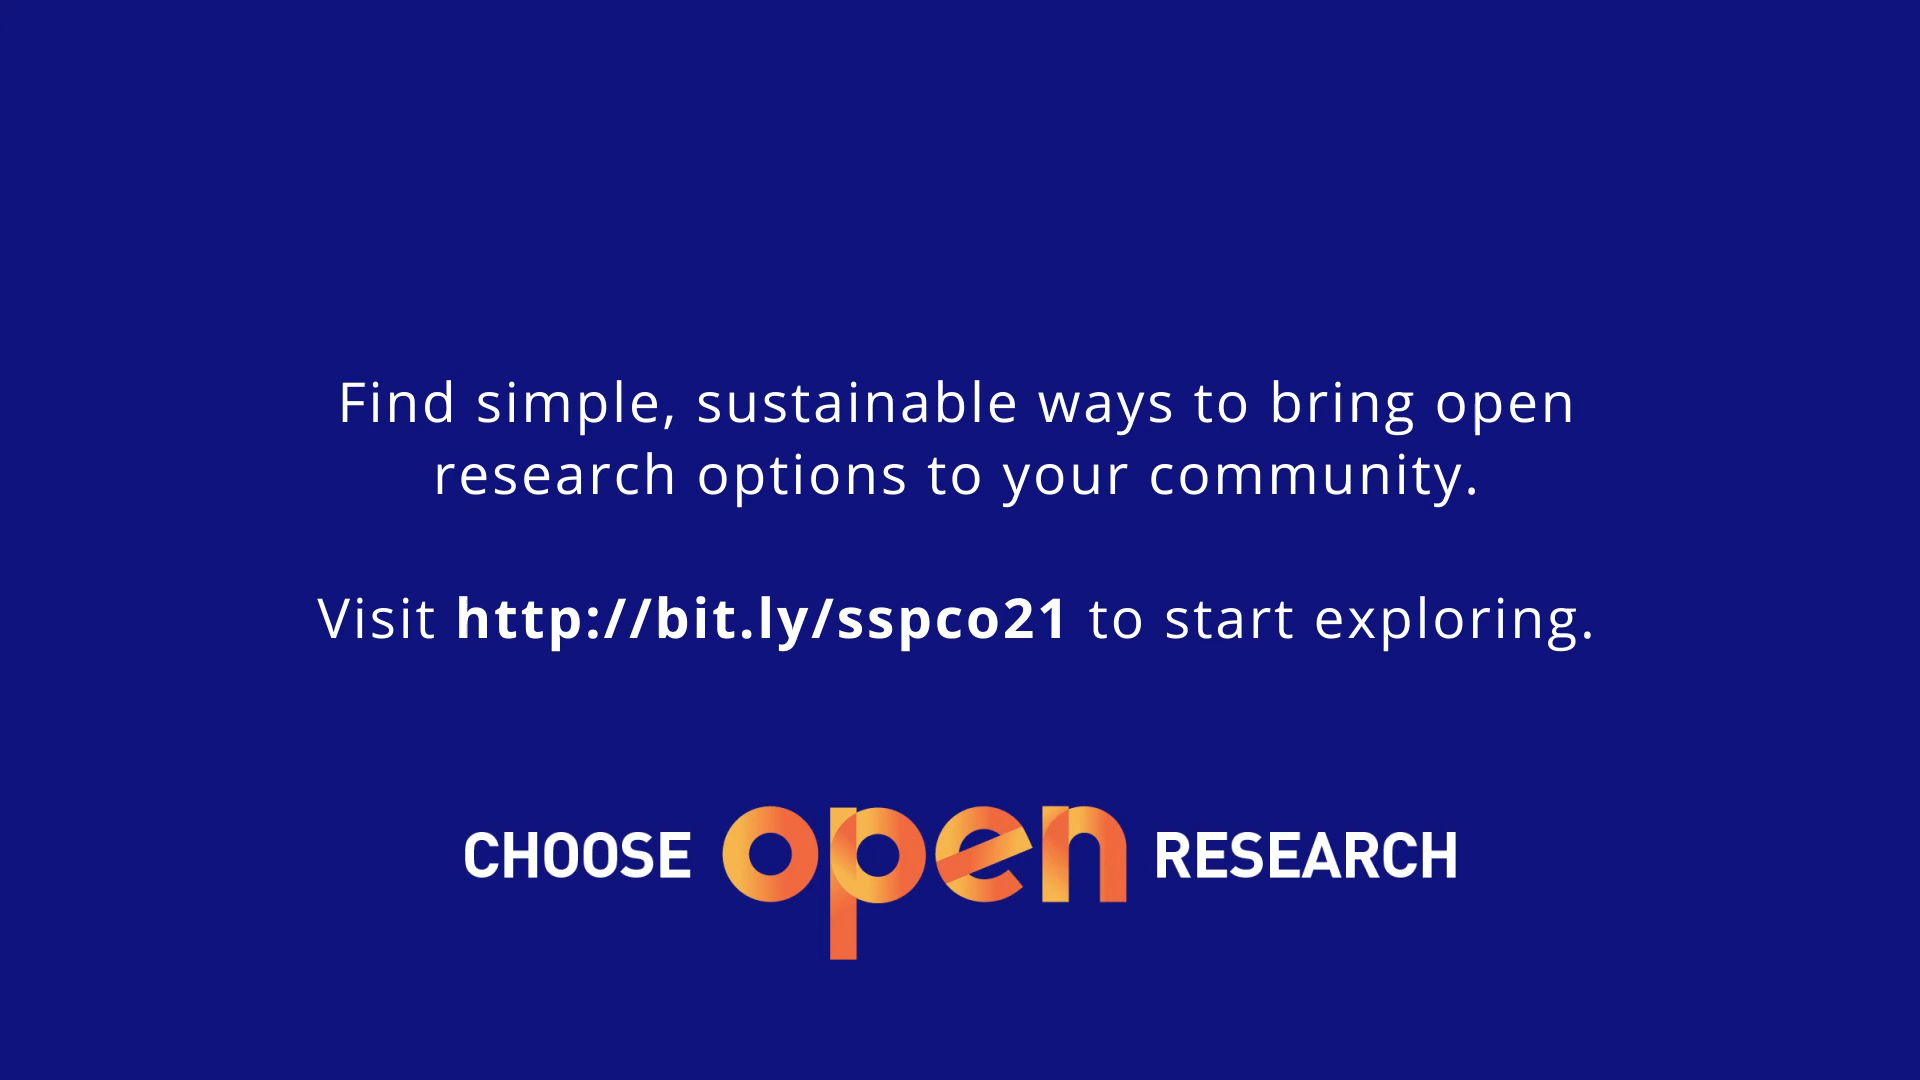 Find simple, sustainable ways to bring open
research options to your community.
Visit http://bit.ly/sspco21 to start exploring.
CHOOSE open RESEARCH